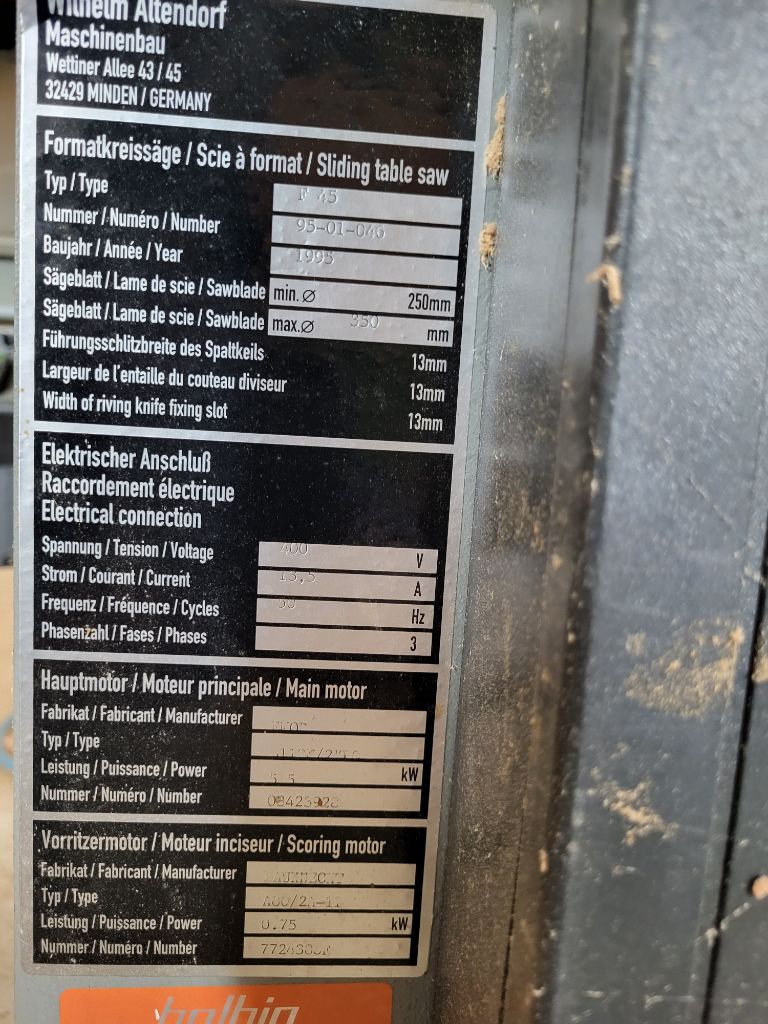 Wilhelm Altendorf
Maschinenbau
Wettiner Allee 43 / 45
32429 MINDEN / GERMANY
Formatkreissäge / Scie à format / Sliding table saw
Typ / Type F 45
Nummer / Numéro / Number 95-01-046
Baujahr / Année / Year 1995
Sägeblatt / Lame de scie / Sawblade min. Ø 250mm
Sägeblatt / Lame de scie / Sawblade max. Ø 350 mm
Führungsschlitzbreite des Spaltkeils 13mm
Largeur de l'entaille du couteau diviseur 13mm
Width of riving knife fixing slot 13mm
Elektrischer Anschluß
Raccordement électrique
Electrical connection
Spannung / Tension / Voltage 400 V
Strom / Courant / Current 13,5 A
Frequenz / Fréquence / Cycles 50 Hz
Phasenzahl / Fases / Phases 3
Hauptmotor / Moteur principale / Main motor
Fabrikat / Fabricant / Manufacturer
Typ / Type
Leistung / Puissance / Power 5.5 kW
Nummer / Numéro / Number
Vorritzermotor / Moteur inciseur / Scoring motor
Fabrikat / Fabricant / Manufacturer
Typ / Type
Leistung / Puissance / Power 0.75 kW
Nummer / Numéro / Number